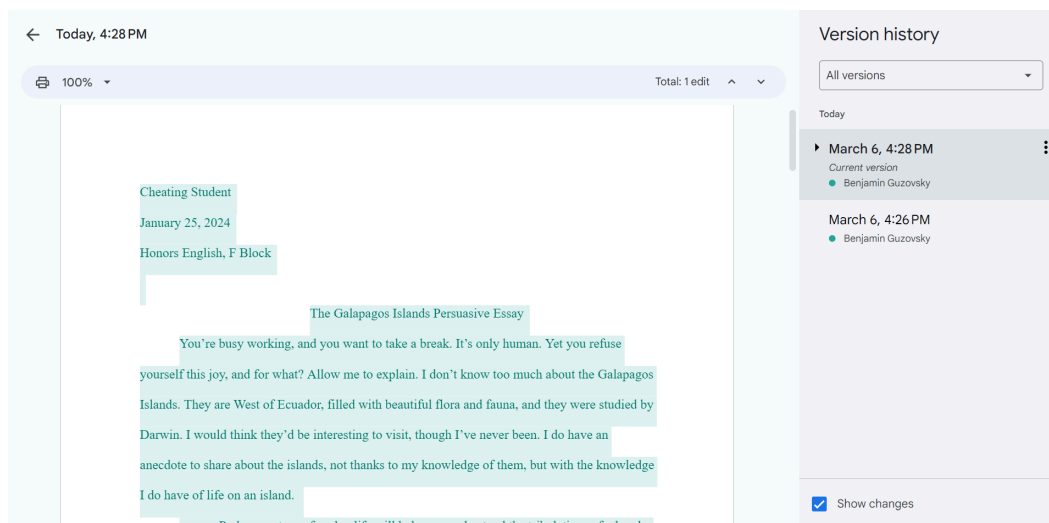 Today, 4:28 PM
100%
Total: 1 edit
Cheating Student
January 25, 2024
Honors English, F Block
The Galapagos Islands Persuasive Essay
You’re busy working, and you want to take a break. It’s only human. Yet you refuse
yourself this joy, and for what? Allow me to explain. I don’t know too much about the Galapagos
Islands. They are West of Ecuador, filled with beautiful flora and fauna, and they were studied by
Darwin. I would think they’d be interesting to visit, though I’ve never been. I do have an
anecdote to share about the islands, not thanks to my knowledge of them, but with the knowledge
I do have of life on an island.
Version history
All versions
Today
March 6, 4:28 PM
Current version
Benjamin Guzovsky
March 6, 4:26 PM
Benjamin Guzovsky
Show changes